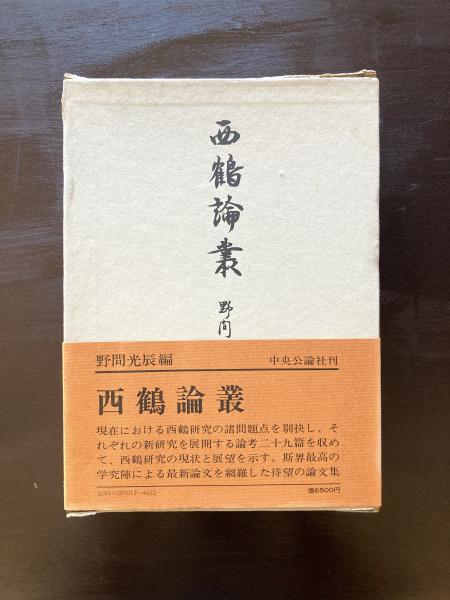 西鶴論叢
野間
野間光辰編
中央公論社刊
西鶴論叢
現在における西鶴研究の諸問題点を剔抉し、そ
れぞれの新研究を展開する論考二十九篇を収め
て、西鶴研究の現状と展望を示す。斯界最高の
学究陣による最新論文を網羅した待望の論文集
3091-001012-4622
価6500円